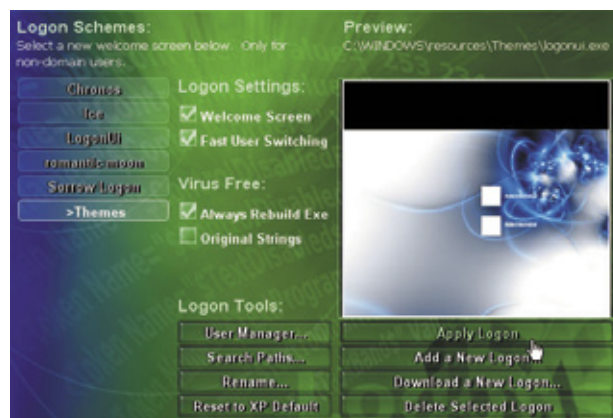 Logon Schemes:
Select a new welcome screen below. Only for
non-domain users.
Chronos
Ice
LogonUi
romantic moon
Sorrow Logon
>Themes
Logon Settings:
Welcome Screen
Fast User Switching
Virus Free:
Always Rebuild Exe
Original Strings
Logon Tools:
User Manager...
Search Paths...
Rename...
Reset to XP Default
Preview:
C:\WINDOWS\resources\Themes\logonui.exe
Apply Logon
Add a New Logon...
Download a New Logon...
Delete Selected Logon